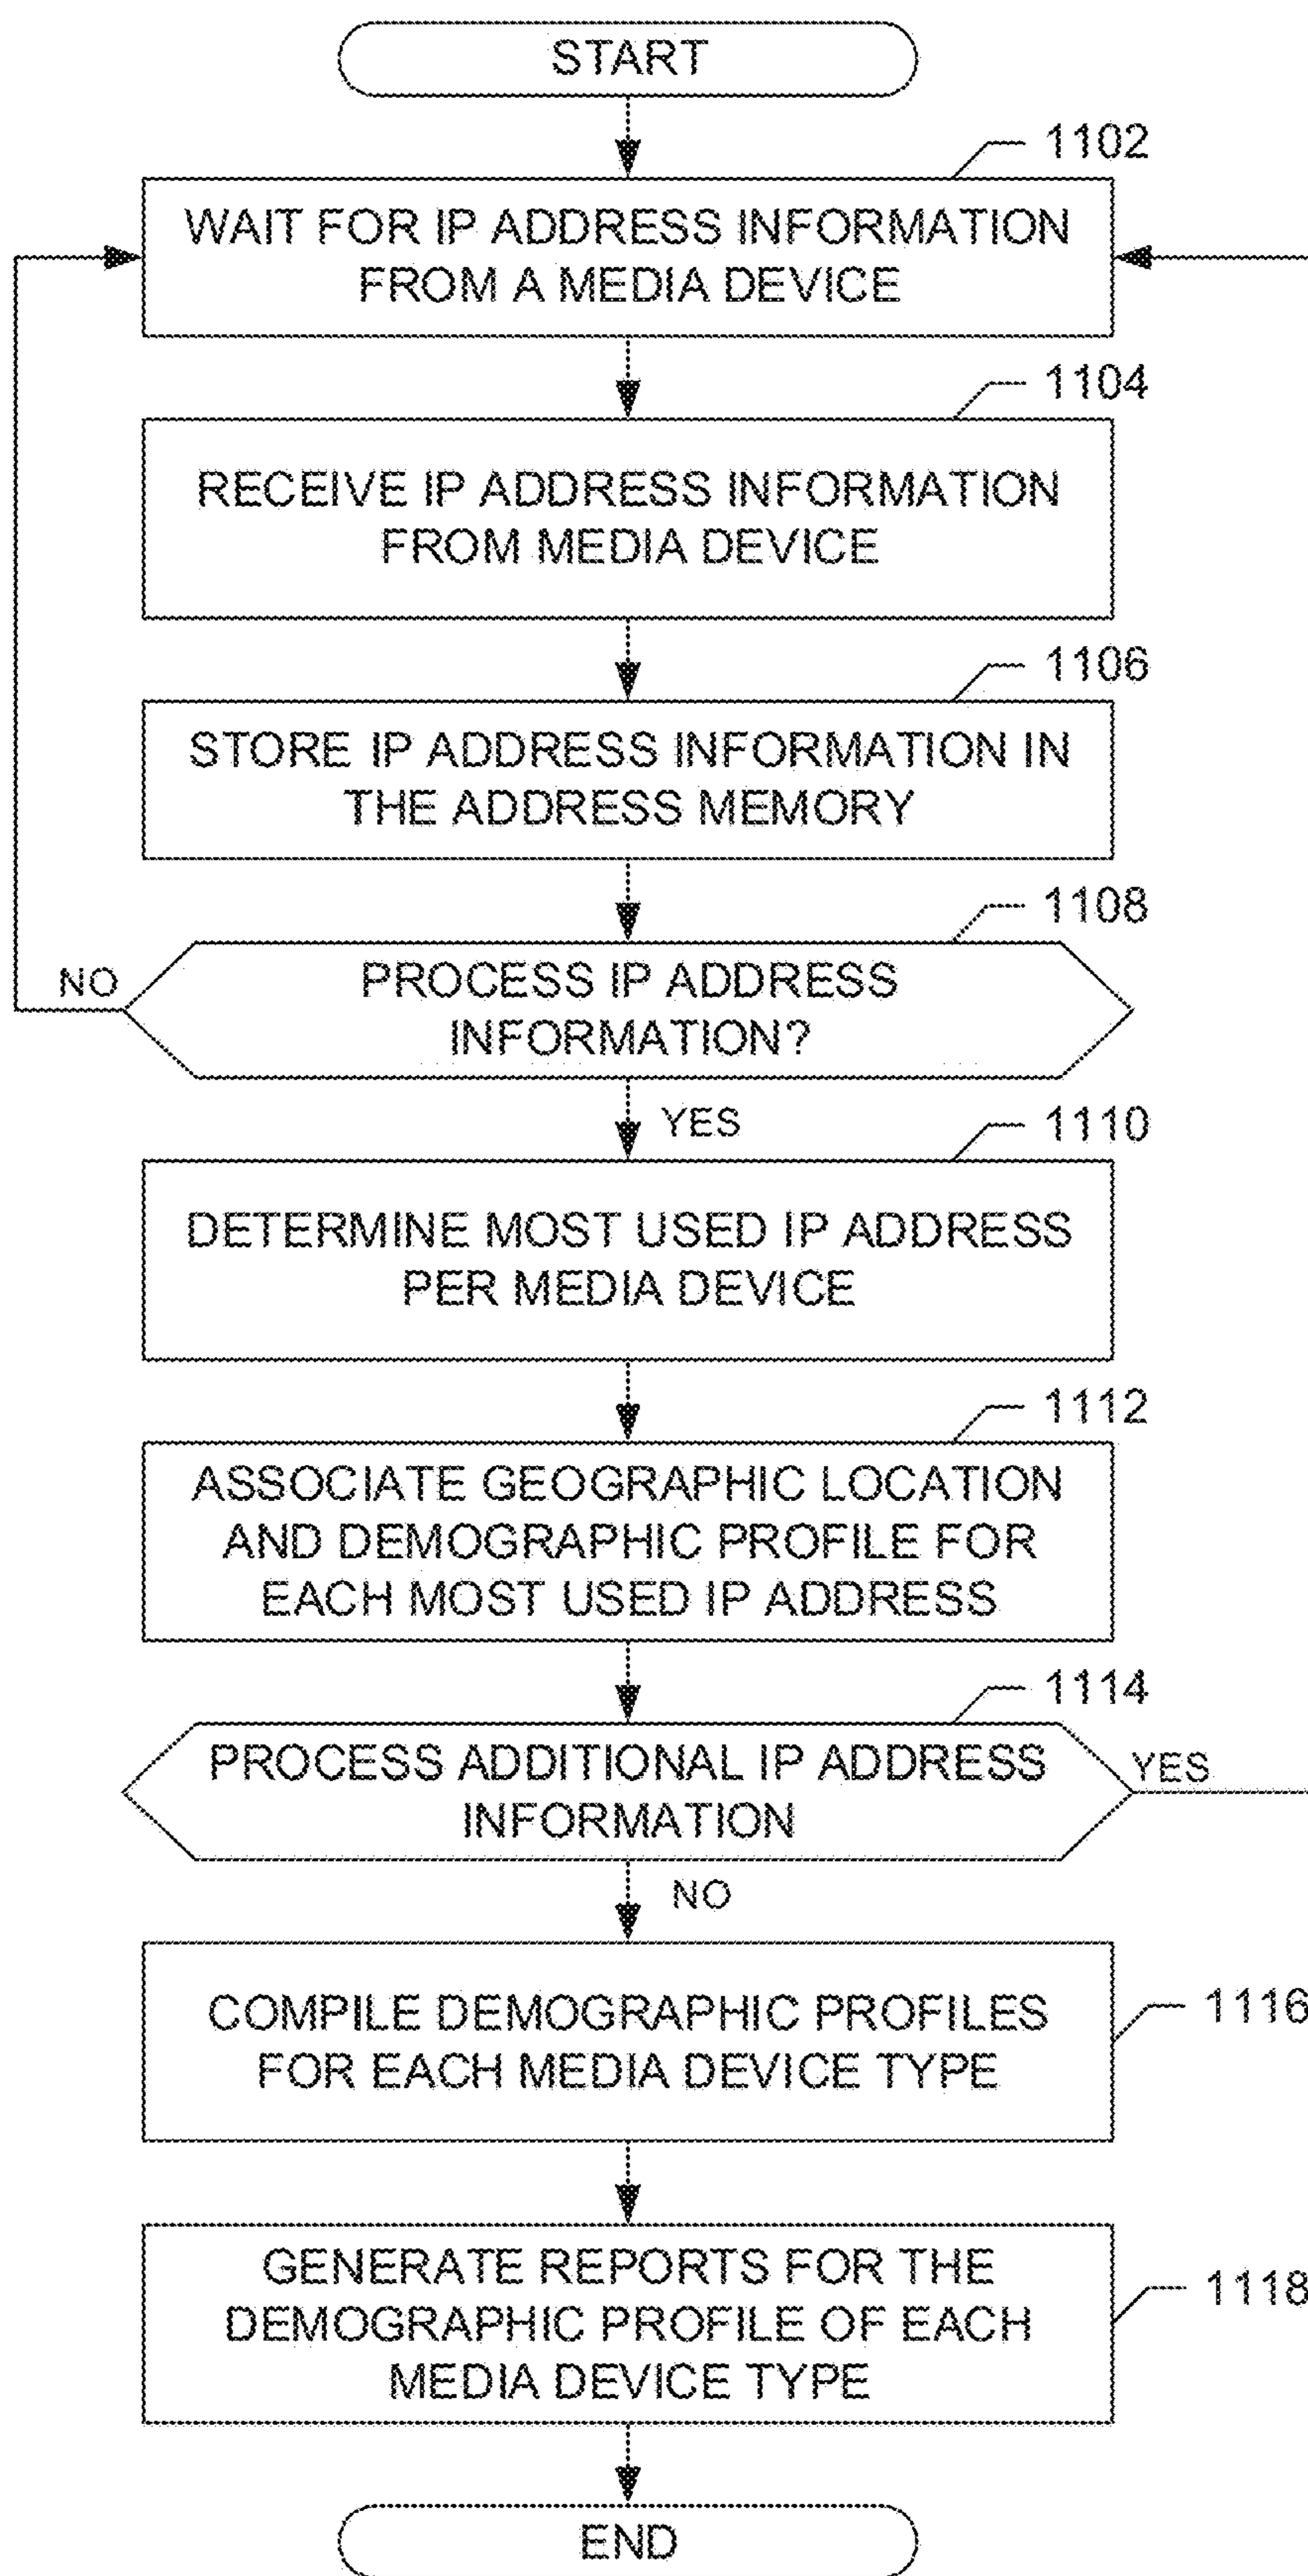 START
1102
WAIT FOR IP ADDRESS INFORMATION
FROM A MEDIA DEVICE
1104
RECEIVE IP ADDRESS INFORMATION
FROM MEDIA DEVICE
1106
STORE IP ADDRESS INFORMATION IN
THE ADDRESS MEMORY
1108
NO
PROCESS IP ADDRESS
INFORMATION?
YES
1110
DETERMINE MOST USED IP ADDRESS
PER MEDIA DEVICE
1112
ASSOCIATE GEOGRAPHIC LOCATION
AND DEMOGRAPHIC PROFILE FOR
EACH MOST USED IP ADDRESS
1114
PROCESS ADDITIONAL IP ADDRESS
INFORMATION
YES
NO
COMPILE DEMOGRAPHIC PROFILES
FOR EACH MEDIA DEVICE TYPE
1116
GENERATE REPORTS FOR THE
DEMOGRAPHIC PROFILE OF EACH
MEDIA DEVICE TYPE
1118
END